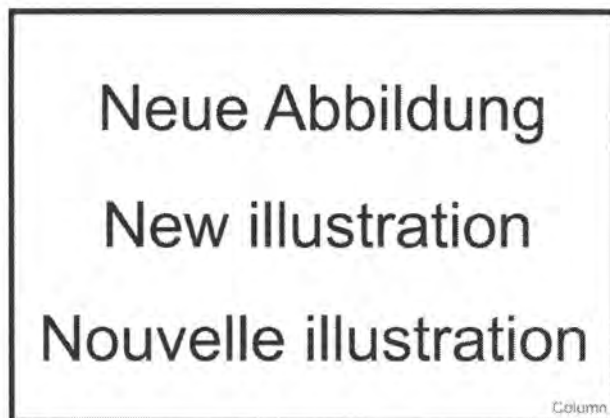 Neue Abbildung
New illustration
Nouvelle illustration
Column